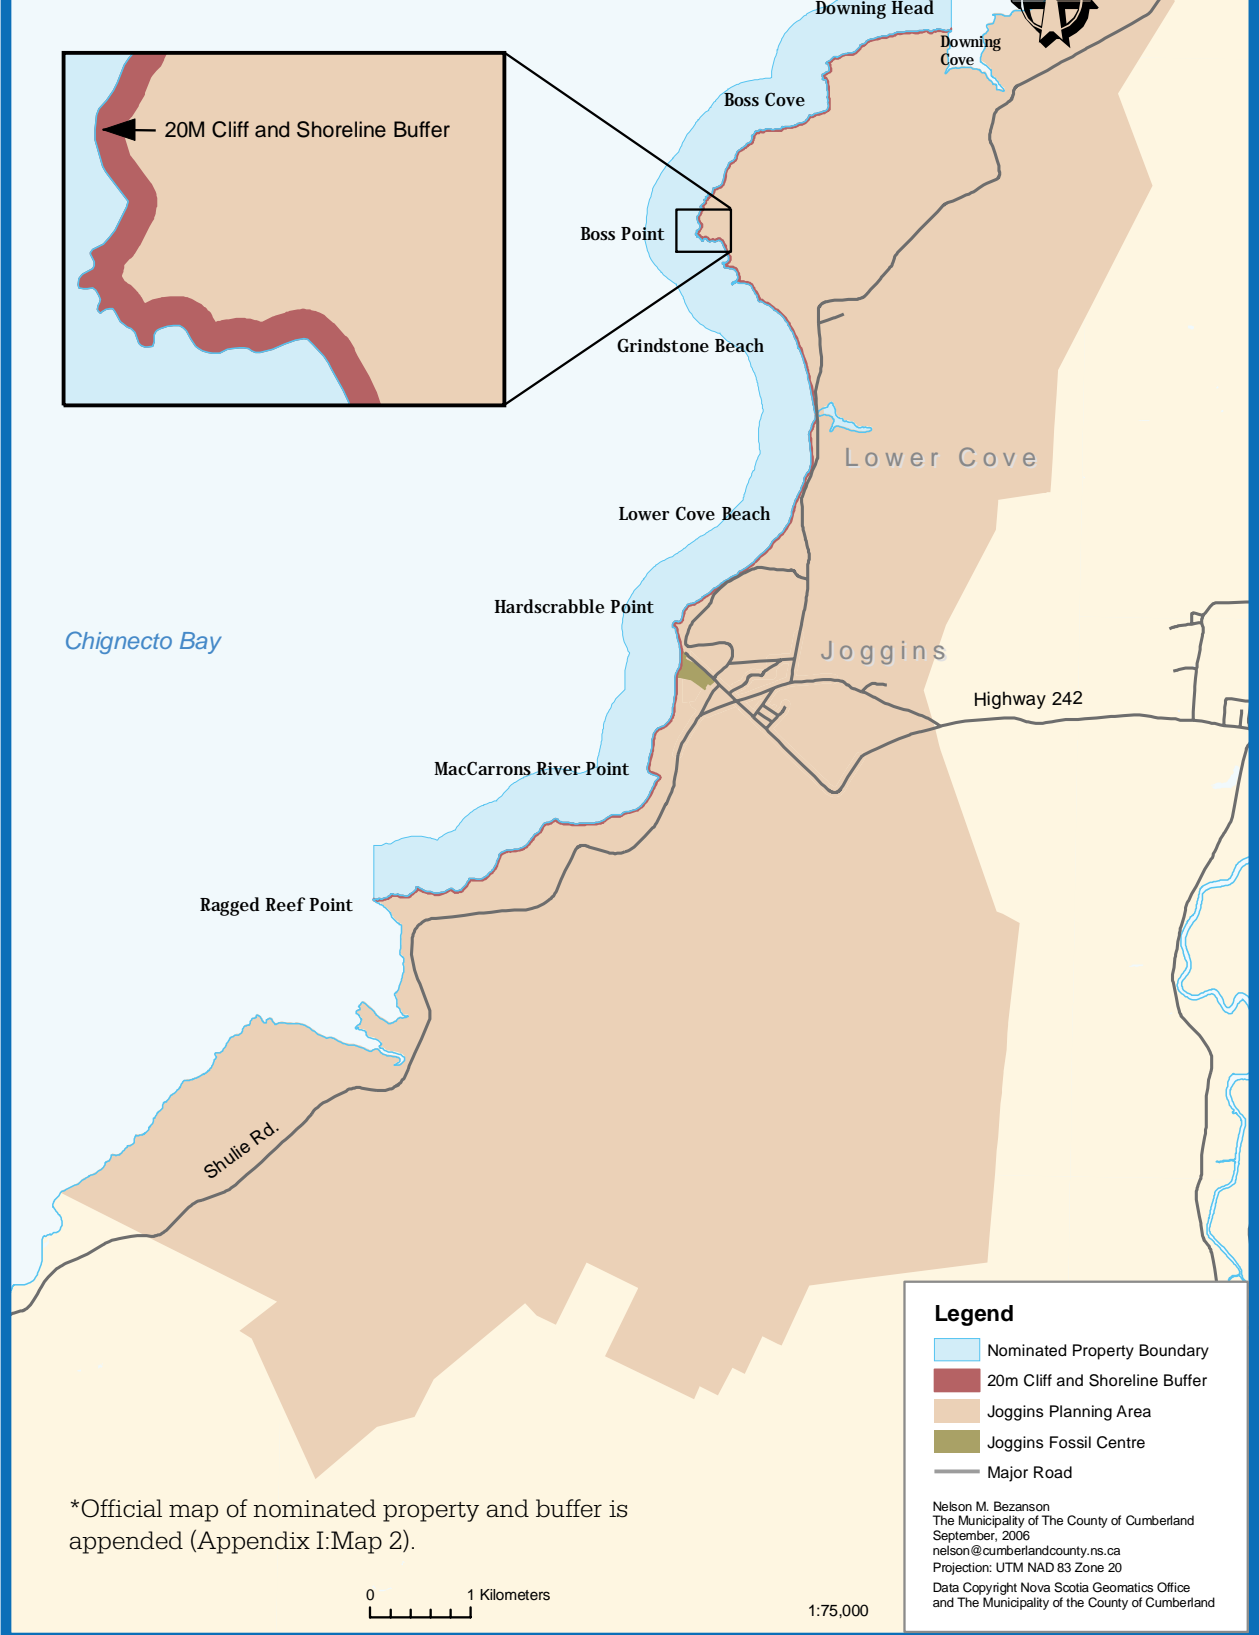 Downing Head
Downing
Cove
Boss Cove
20M Cliff and Shoreline Buffer
Boss Point
Grindstone Beach
Lower Cove
Lower Cove Beach
Hardscrabble Point
Chignecto Bay
Joggins
Highway 242
MacCarrons River Point
Ragged Reef Point
Shulie Rd.
Legend
Nominated Property Boundary
20m Cliff and Shoreline Buffer
Joggins Planning Area
Joggins Fossil Centre
Major Road
Nelson M. Bezanson
The Municipality of The County of Cumberland
September, 2006
nelson@cumberlandcounty.ns.ca
Projection: UTM NAD 83 Zone 20
Data Copyright Nova Scotia Geomatics Office
and The Municipality of the County of Cumberland
*Official map of nominated property and buffer is
appended (Appendix I:Map 2).
0 1 Kilometers
1:75,000